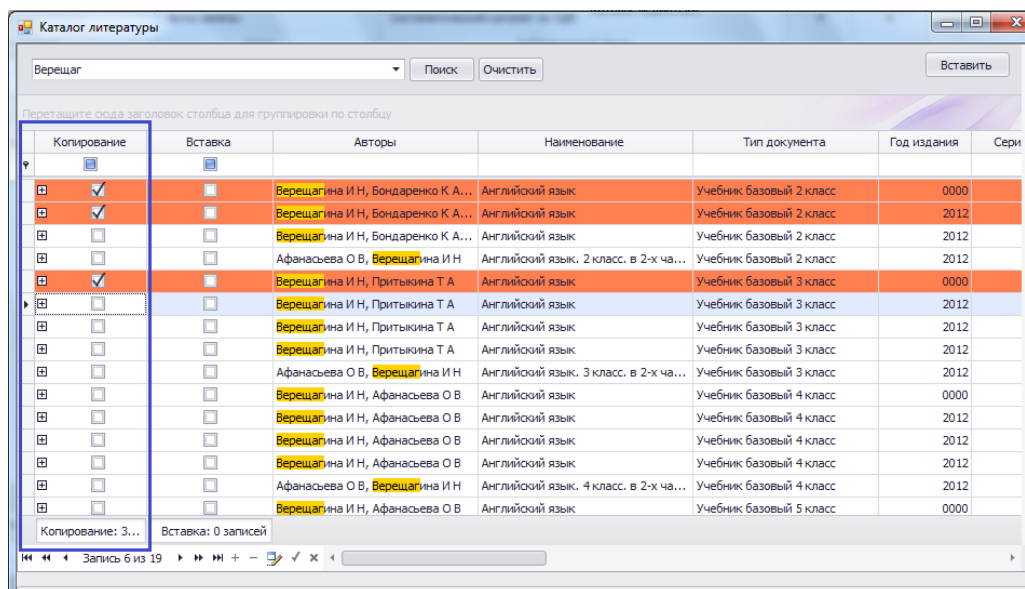 Каталог литературы
Верещаг Поиск Очистить Вставить
Перетащите сюда заголовок столбца для группировки по столбцу
Копирование Вставка Авторы Наименование Тип документа Год издания Сери
Верещагина И Н, Бондаренко К А... Английский язык Учебник базовый 2 класс 0000
Верещагина И Н, Бондаренко К А... Английский язык Учебник базовый 2 класс 2012
Верещагина И Н, Бондаренко К А... Английский язык Учебник базовый 2 класс 2012
Афанасьева О В, Верещагина И Н Английский язык. 2 класс. в 2-х ча... Учебник базовый 2 класс 2012
Верещагина И Н, Притыкина Т А Английский язык Учебник базовый 3 класс 0000
Верещагина И Н, Притыкина Т А Английский язык Учебник базовый 3 класс 2012
Верещагина И Н, Притыкина Т А Английский язык Учебник базовый 3 класс 2012
Верещагина И Н, Притыкина Т А Английский язык Учебник базовый 3 класс 2012
Афанасьева О В, Верещагина И Н Английский язык. 3 класс. в 2-х ча... Учебник базовый 3 класс 2012
Верещагина И Н, Афанасьева О В Английский язык Учебник базовый 4 класс 0000
Верещагина И Н, Афанасьева О В Английский язык Учебник базовый 4 класс 2012
Верещагина И Н, Афанасьева О В Английский язык Учебник базовый 4 класс 2012
Верещагина И Н, Афанасьева О В Английский язык Учебник базовый 4 класс 2012
Афанасьева О В, Верещагина И Н Английский язык. 4 класс. в 2-х ча... Учебник базовый 4 класс 2012
Верещагина И Н, Афанасьева О В Английский язык Учебник базовый 5 класс 0000
Копирование: 3... Вставка: 0 записей
Запись 6 из 19